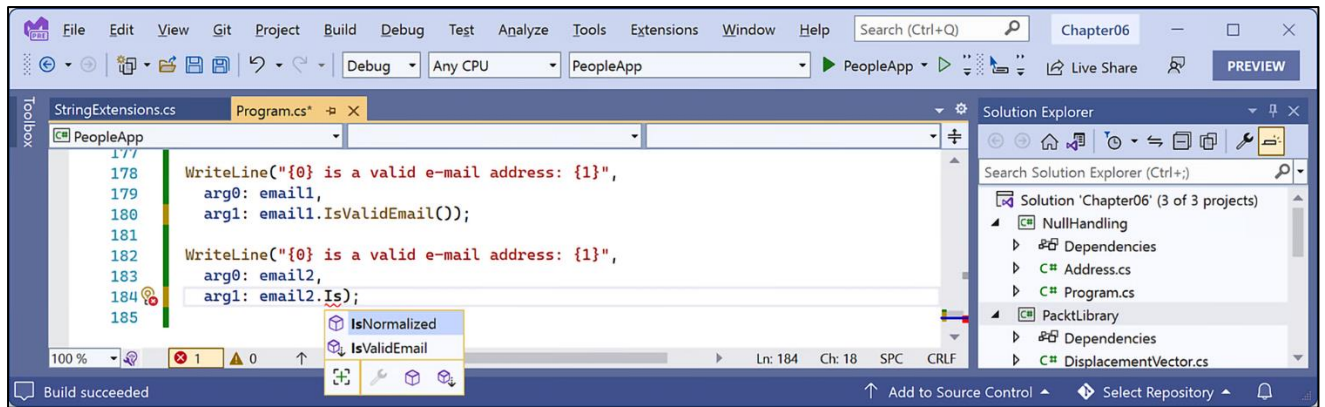 PRE File Edit View Git Project Build Debug Test Analyze Tools Extensions Window Help Search (Ctrl+Q) Chapter06
Debug Any CPU PeopleApp PeopleApp Live Share PREVIEW
Toolbox
StringExtensions.cs Program.cs*
C# PeopleApp
177
178 WriteLine("{0} is a valid e-mail address: {1}",
179 arg0: email1,
180 arg1: email1.IsValidEmail());
181
182 WriteLine("{0} is a valid e-mail address: {1}",
183 arg0: email2,
184 arg1: email2.Is);
185
IsNormalized
IsValidEmail
100 % 1 0 Ln: 184 Ch: 18 SPC CRLF
Solution Explorer
Search Solution Explorer (Ctrl+;)
Solution 'Chapter06' (3 of 3 projects)
C# NullHandling
Dependencies
C# Address.cs
C# Program.cs
C# PacktLibrary
Dependencies
C# DisplacementVector.cs
Build succeeded Add to Source Control Select Repository